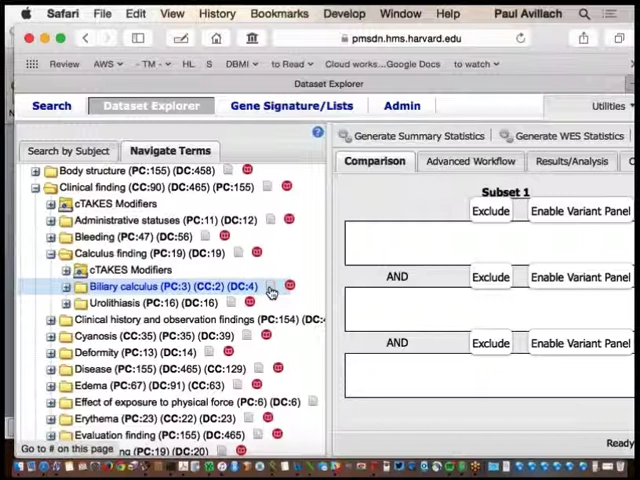 Safari File Edit View History Bookmarks Develop Window Help Paul Avillach
pmsdn.hms.harvard.edu
Review AWS - TM - HL S DBMI to Read Cloud works...Google Docs to watch
Dataset Explorer
Search Dataset Explorer Gene Signature/Lists Admin Utilities
Generate Summary Statistics Generate WES Statistics
Search by Subject Navigate Terms
Comparison Advanced Workflow Results/Analysis
Body structure (PC:155) (DC:458)
Clinical finding (CC:90) (DC:465) (PC:155)
cTAKES Modifiers
Administrative statuses (PC:11) (DC:12)
Bleeding (PC:47) (DC:56)
Calculus finding (PC:19) (DC:19)
cTAKES Modifiers
Biliary calculus (PC:3) (CC:2) (DC:4)
Urolithiasis (PC:16) (DC:16)
Clinical history and observation findings (PC:154) (DC:4
Cyanosis (CC:35) (PC:35) (DC:39)
Deformity (PC:13) (DC:14)
Disease (PC:155) (DC:465) (CC:129)
Edema (PC:67) (DC:91) (CC:63)
Effect of exposure to physical force (PC:6) (DC:6)
Erythema (PC:23) (CC:22) (DC:23)
Evaluation finding (PC:155) (DC:465)
Go to # on this page
ng (PC:19) (DC:20)
Subset 1
Exclude Enable Variant Panel
AND Exclude Enable Variant Panel
AND Exclude Enable Variant Panel
Ready